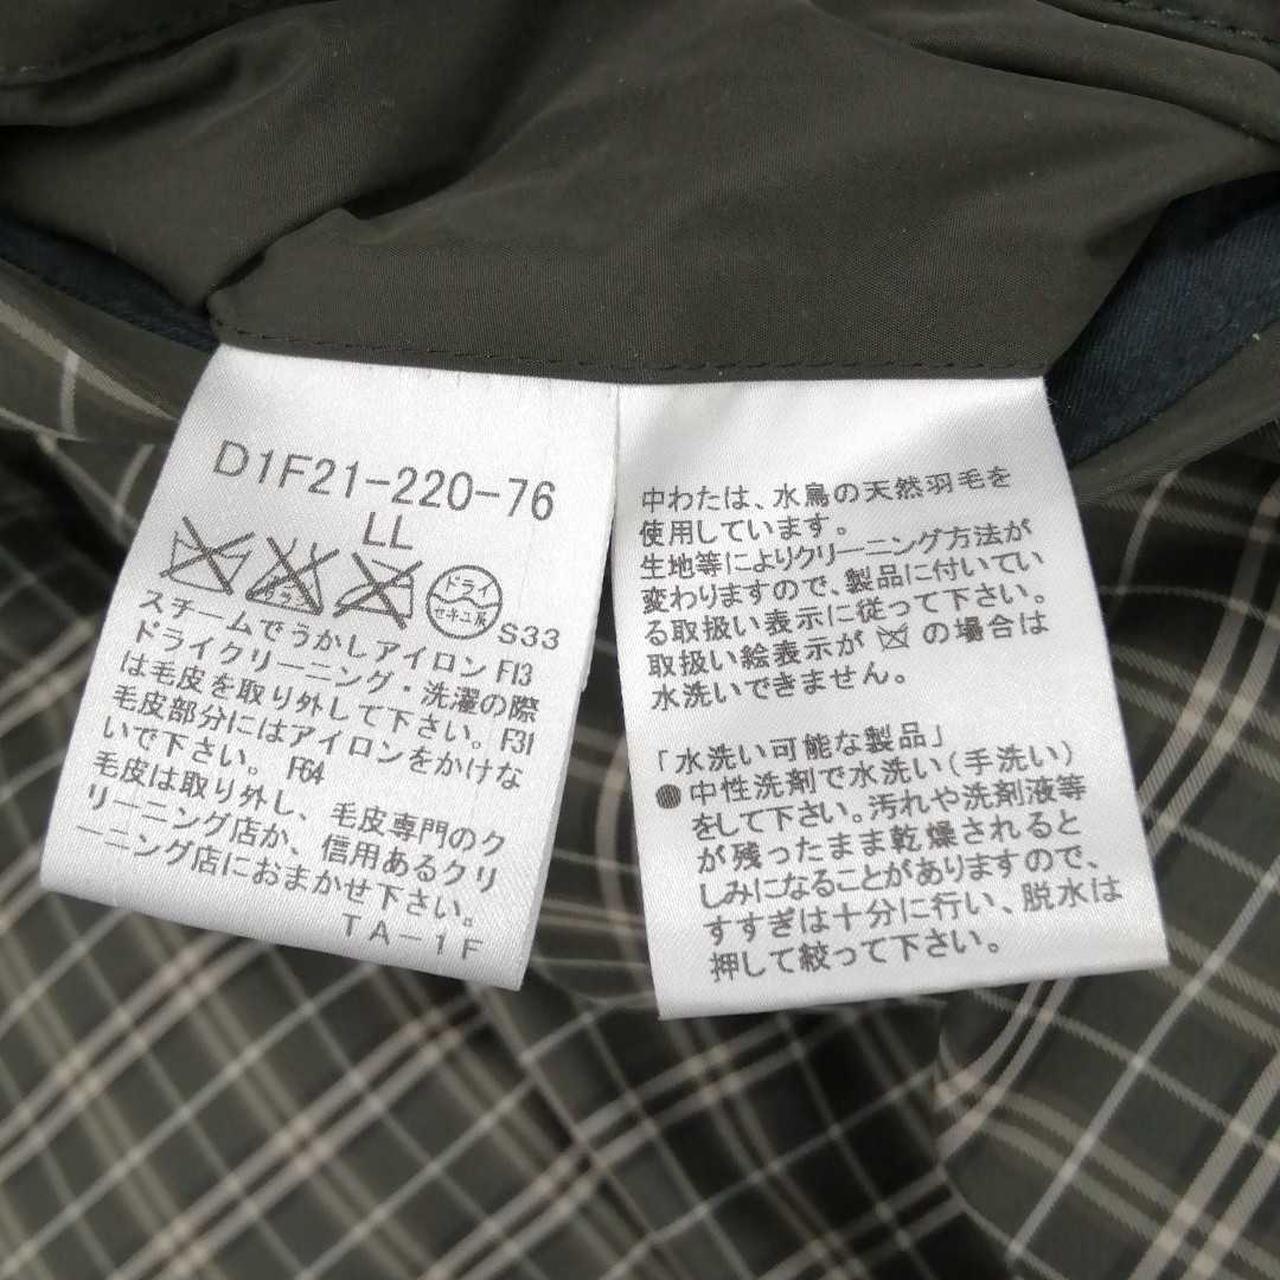 D1F21-220-76
LL
ドライ
セキユ系
S33
スチームでうかしアイロン F13
ドライクリーニング・洗濯の際
は毛皮を取り外して下さい。F31
毛皮部分にはアイロンをかけな
いで下さい。F64
毛皮は取り外し、毛皮専門のク
リーニング店か、信用あるクリ
ーニング店におまかせ下さい。
TA-1F
中わたは、水鳥の天然羽毛を
使用しています。
生地等によりクリーニング方法が
変わりますので、製品に付いてい
る取扱い表示に従って下さい。
取扱い絵表示が の場合は
水洗いできません。
「水洗い可能な製品」
●中性洗剤で水洗い(手洗い)
をして下さい。汚れや洗剤液等
が残ったまま乾燥されると
しみになることがありますので、
すすぎは十分に行い、脱水は
押して絞って下さい。